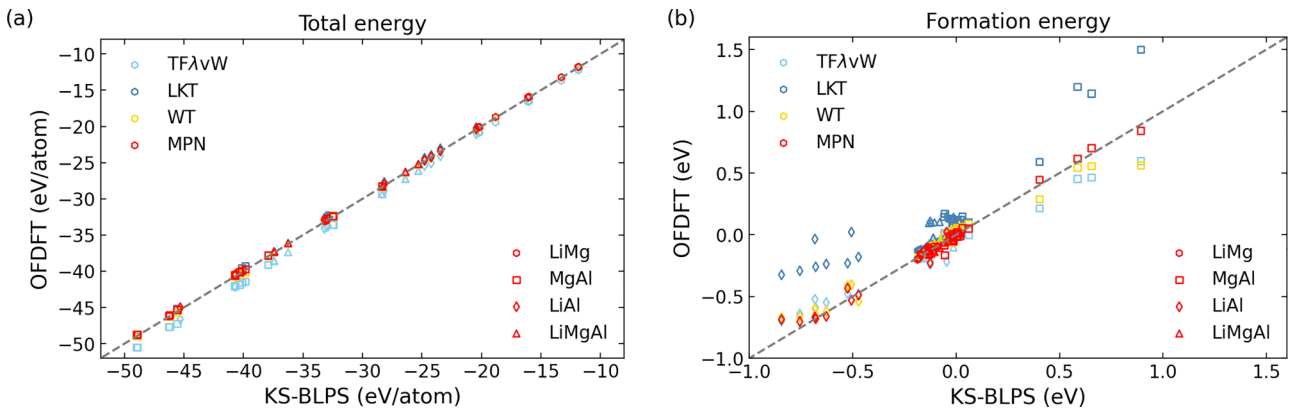 (a)
Total energy
OFDFT (eV/atom)
−10
−15
−20
−25
−30
−35
−40
−45
−50
TFλvW
LKT
WT
MPN
LiMg
MgAl
LiAl
LiMgAl
−50 −45 −40 −35 −30 −25 −20 −15 −10
KS-BLPS (eV/atom)
(b)
Formation energy
OFDFT (eV)
1.5
1.0
0.5
0.0
−0.5
−1.0
TFλvW
LKT
WT
MPN
LiMg
MgAl
LiAl
LiMgAl
−1.0 −0.5 0.0 0.5 1.0 1.5
KS-BLPS (eV)